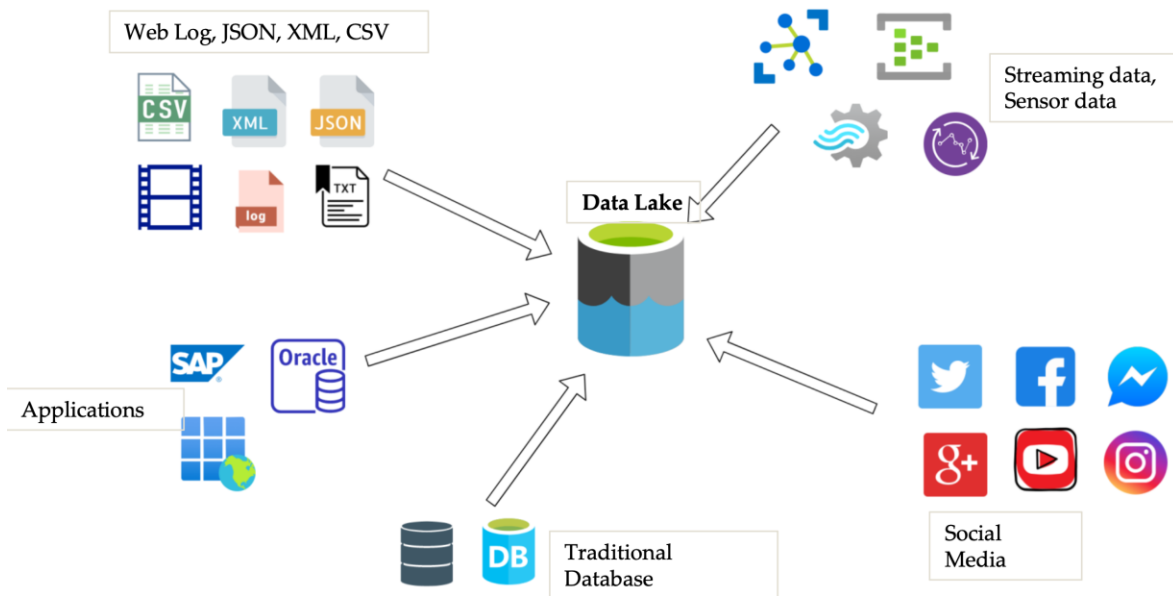 Web Log, JSON, XML, CSV
CSV
XML
JSON
log
TXT
Streaming data,
Sensor data
Data Lake
SAP
Oracle
Applications
DB
Traditional
Database
g+
Social
Media